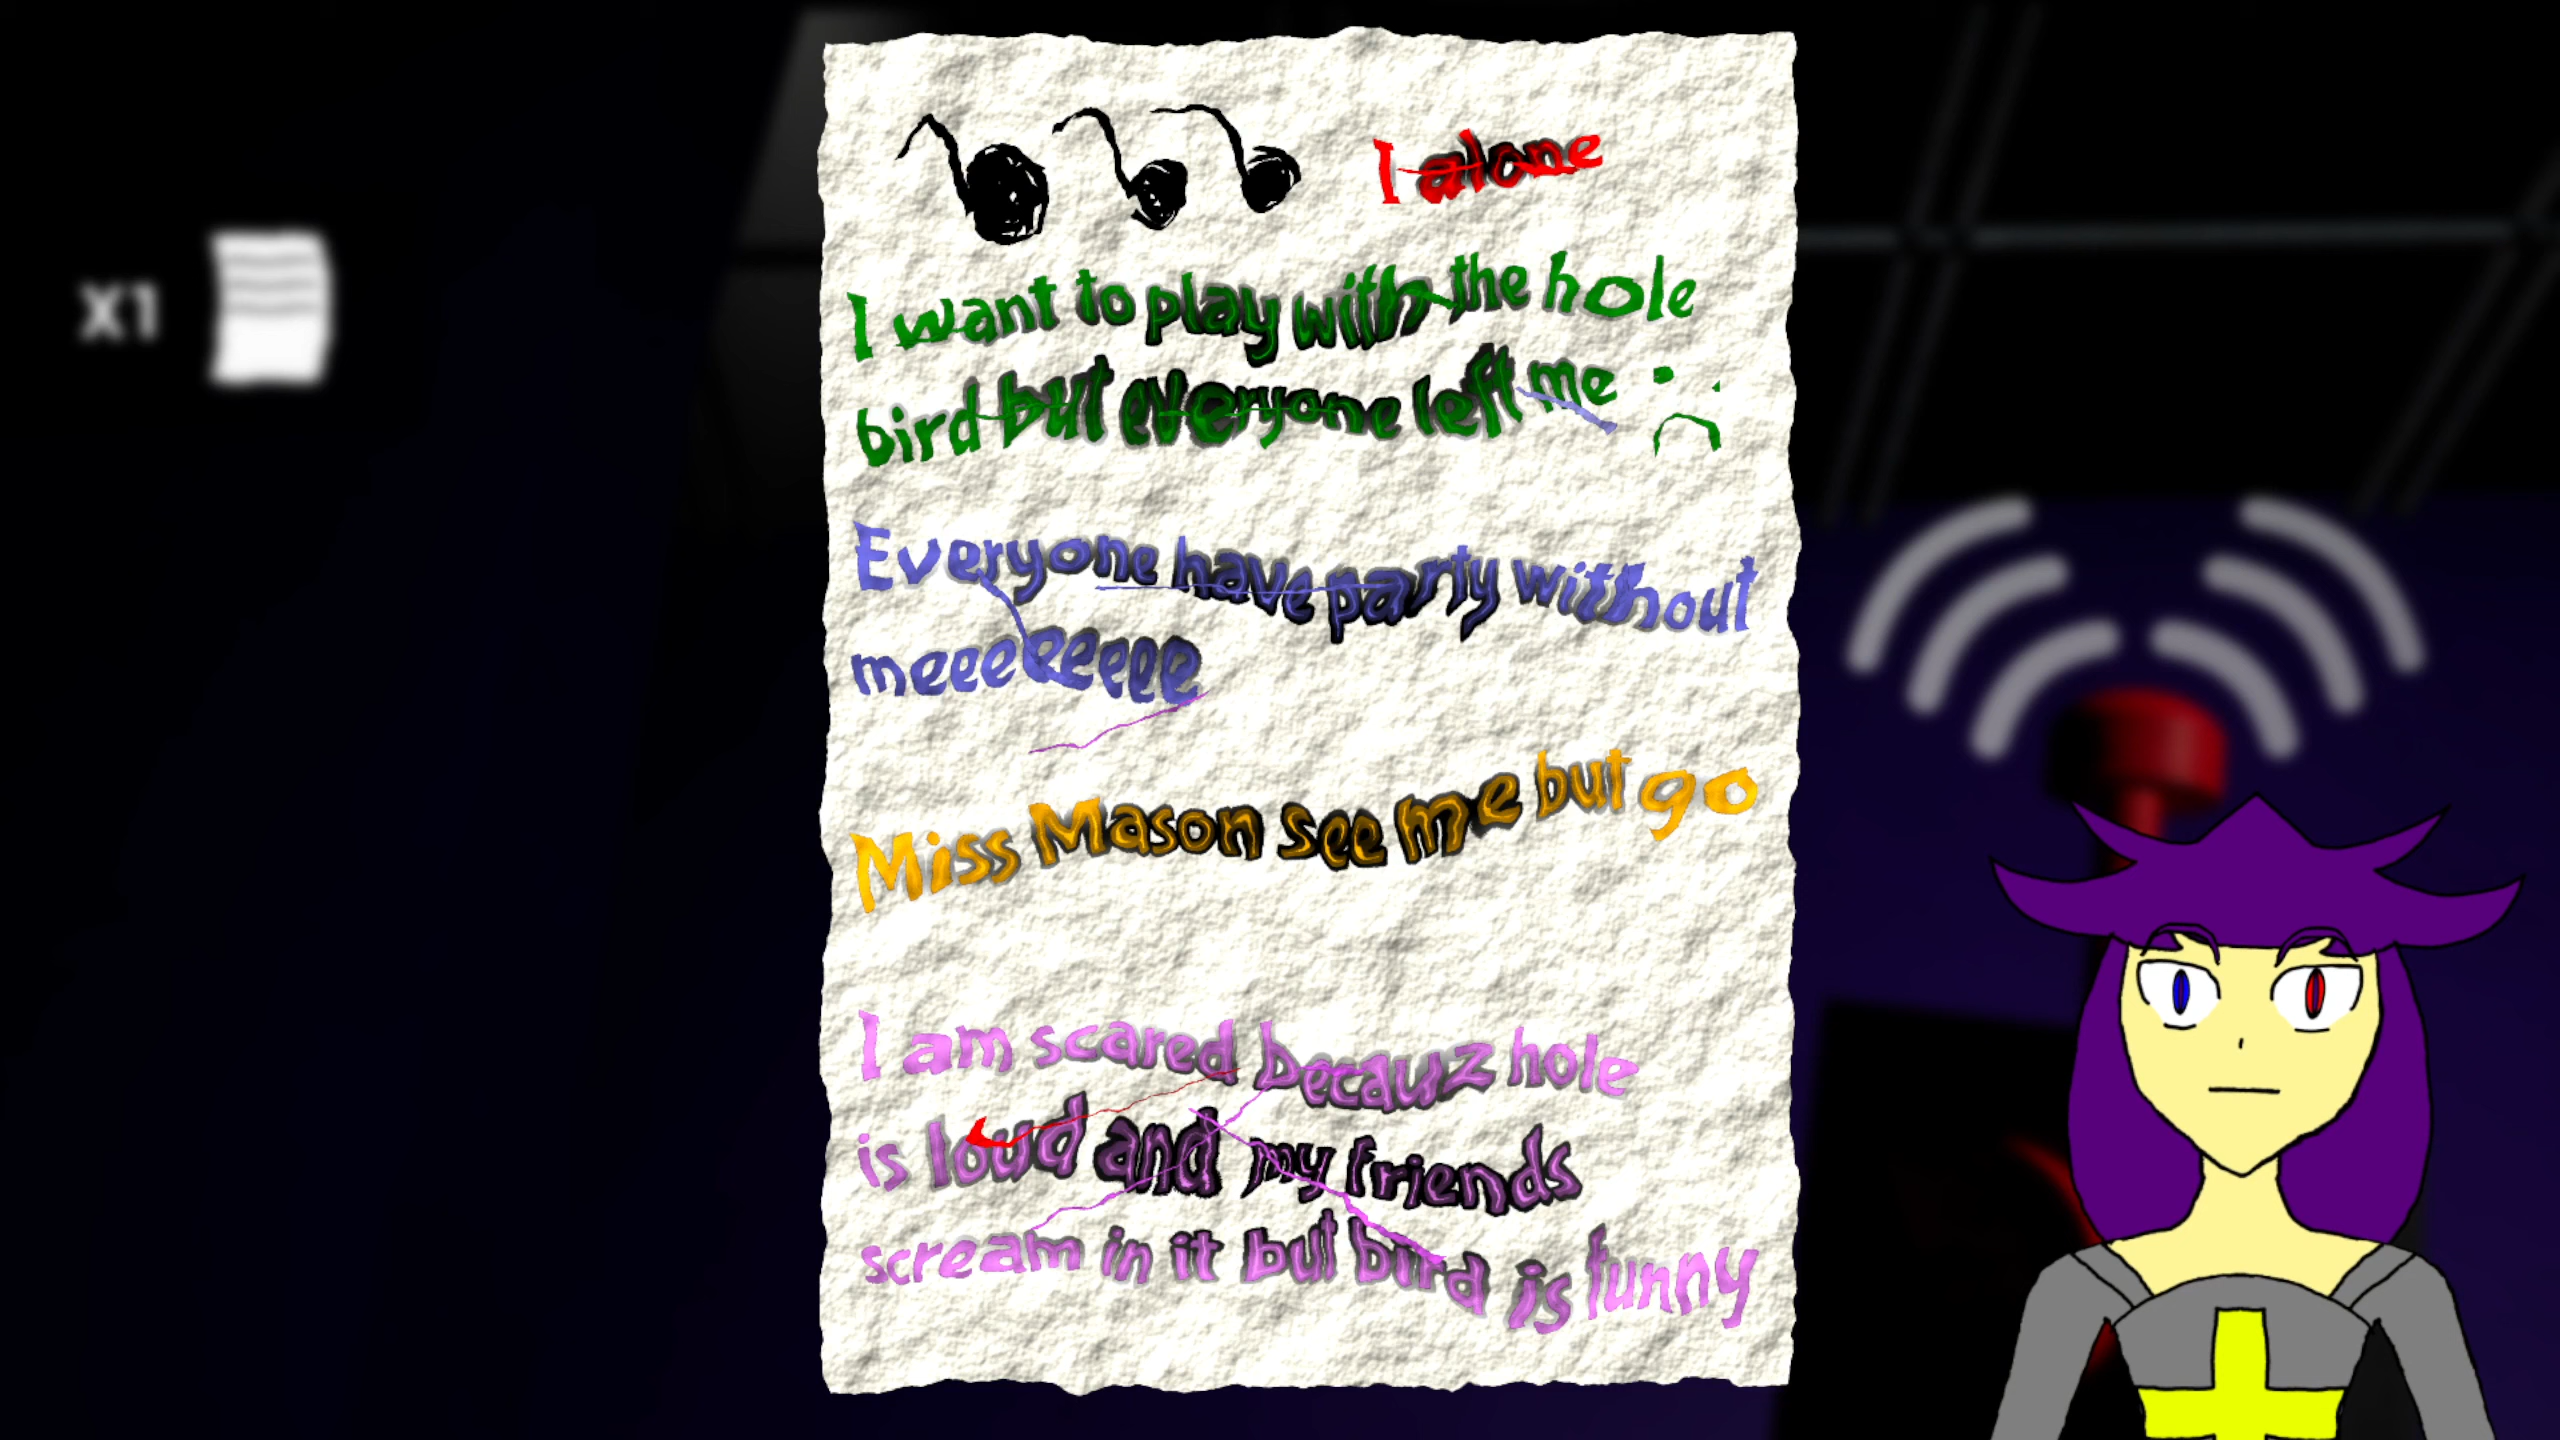 X1
I alone
I want to play with the hole
bird but everyone left me :(
Everyone have party without
meeeeeeee
Miss Mason see me but go
I am scared becauz hole
is loud and my friends
scream in it but bird is funny